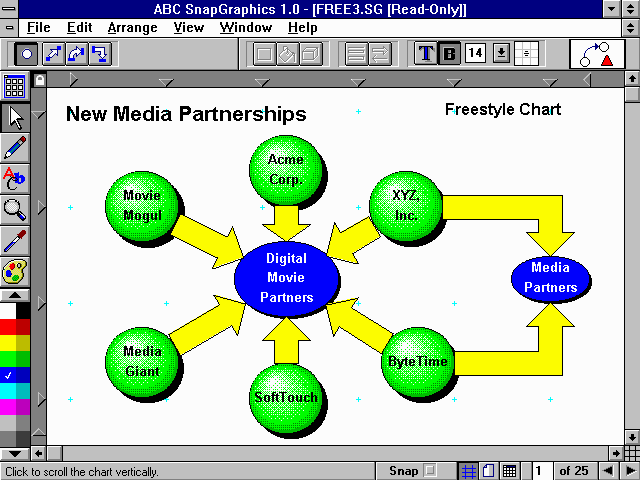 ABC SnapGraphics 1.0 - [FREE3.SG [Read-Only]]
File Edit Arrange View Window Help
T B 14
New Media Partnerships
Freestyle Chart
Acme
Corp.
Movie
Mogul
XYZ,
Inc.
Digital
Movie
Partners
Media
Partners
Media
Giant
ByteTime
SoftTouch
Abc
Click to scroll the chart vertically.
Snap
1 of 25